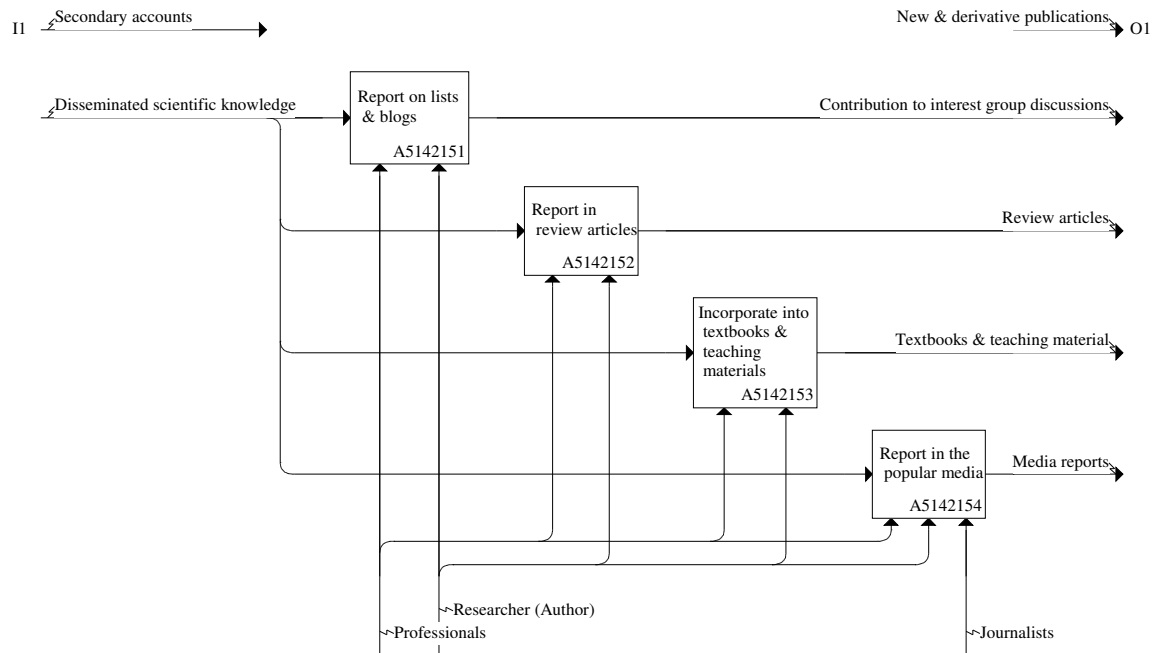 I1
Secondary accounts
New & derivative publications
O1
Disseminated scientific knowledge
Report on lists
& blogs
A5142151
Contribution to interest group discussions
Report in
review articles
A5142152
Review articles
Incorporate into
textbooks &
teaching
materials
A5142153
Textbooks & teaching material
Report in the
popular media
A5142154
Media reports
Researcher (Author)
Professionals
Journalists